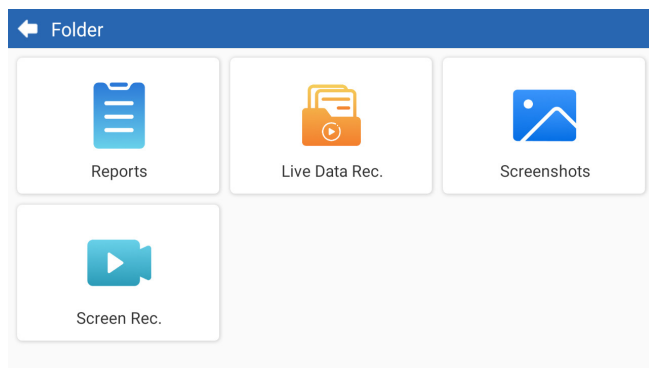 Folder
Reports
Live Data Rec.
Screenshots
Screen Rec.